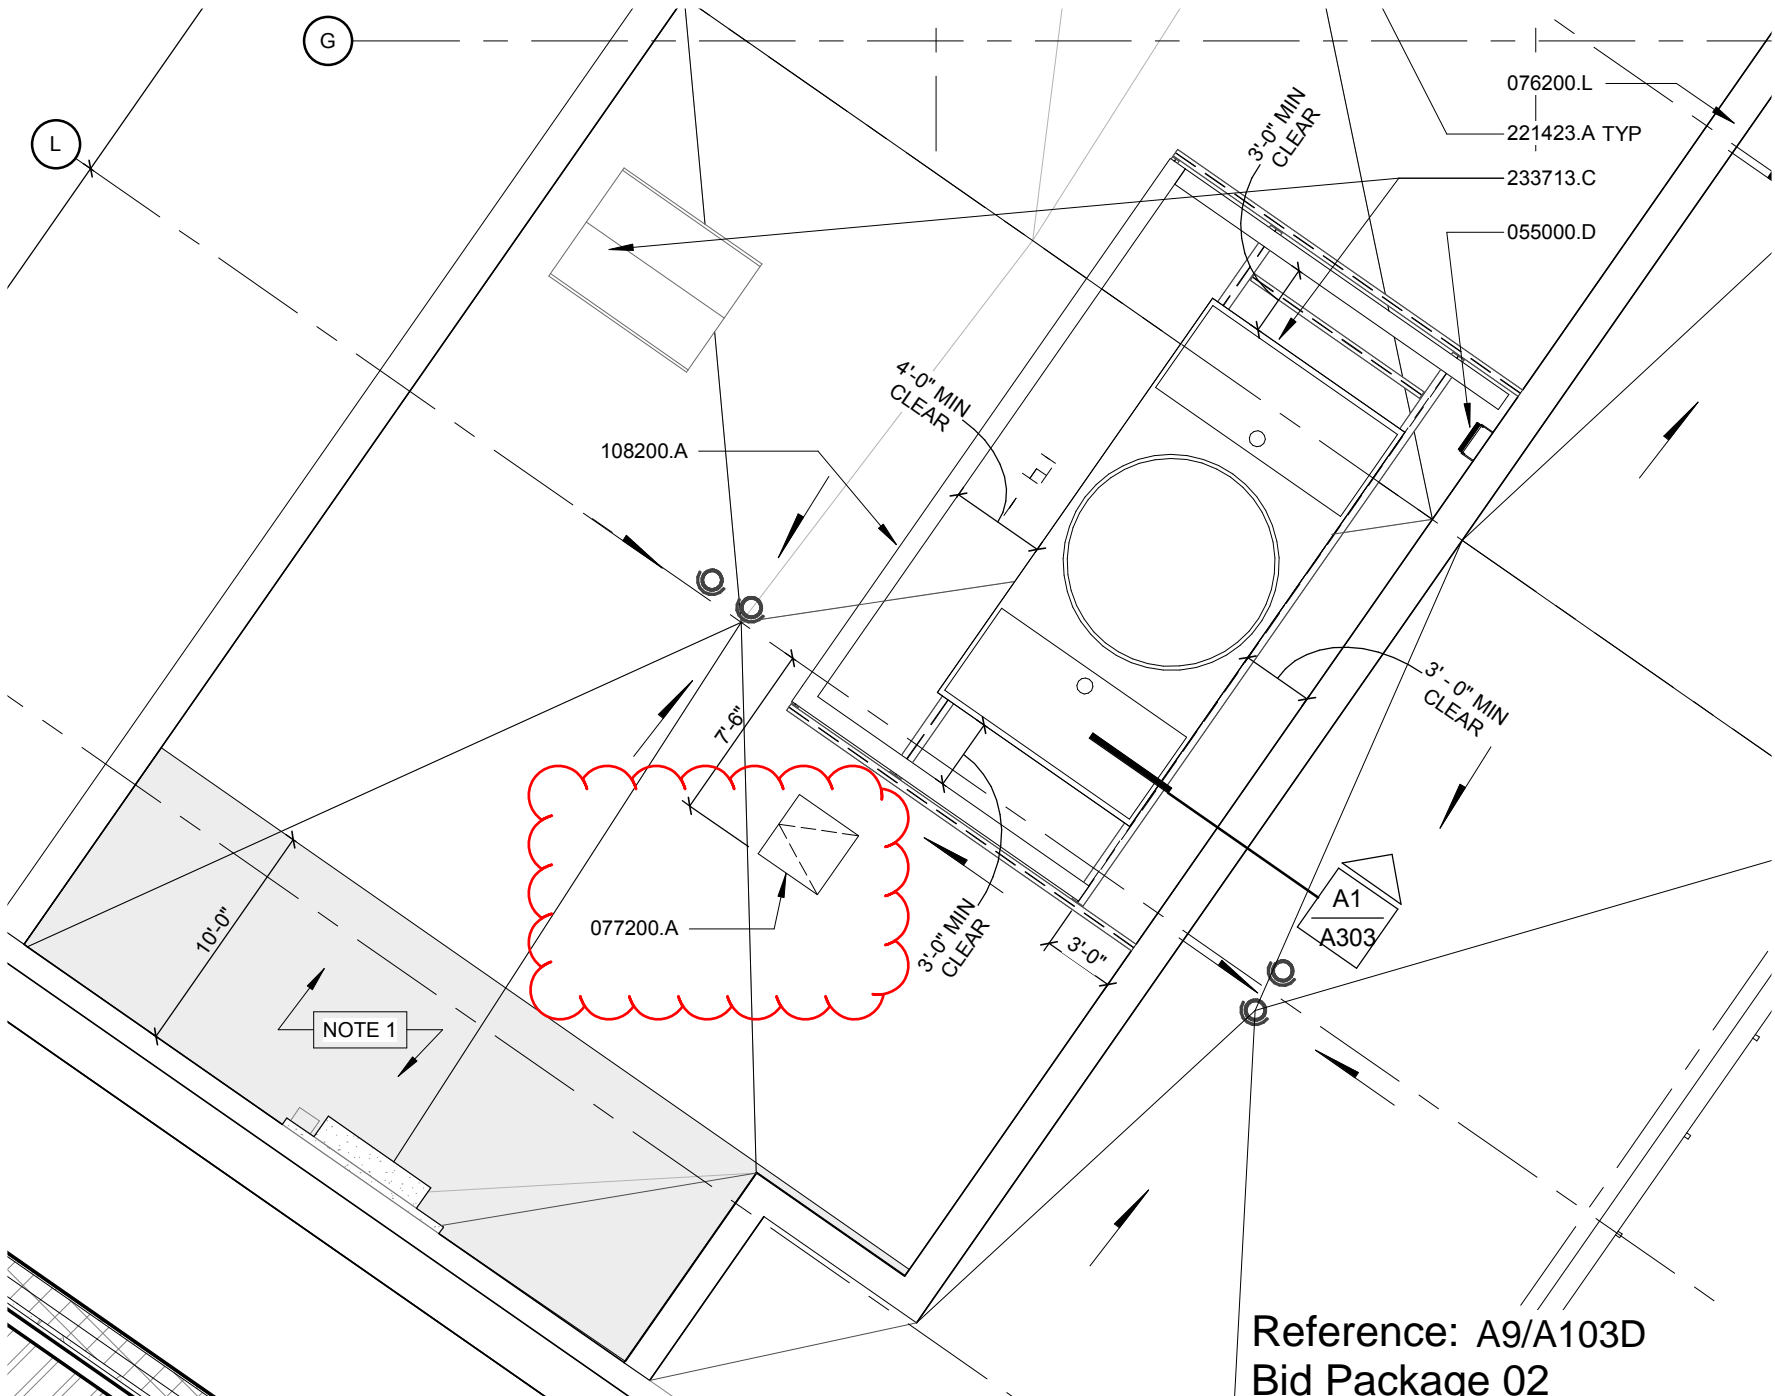 G
L
076200.L
221423.A TYP
233713.C
055000.D
3'-0" MIN
CLEAR
4'-0" MIN
CLEAR
108200.A
3'- 0" MIN
CLEAR
7'-6"
077200.A
3'-0" MIN
CLEAR
3'-0"
A1
A303
10'-0"
NOTE 1
Reference: A9/A103D
Bid Package 02